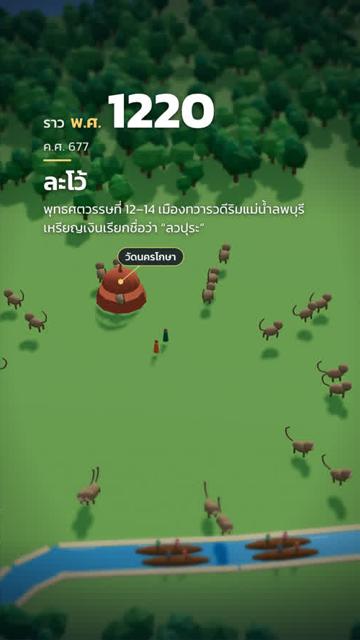 ราว พ.ศ. 1220
ค.ศ. 677
ละโว้
พุทธศตวรรษที่ 12–14 เมืองทวารวดีริมแม่น้ำลพบุรี
เหรียญเงินเรียกชื่อว่า “ลวปุระ”
วัดนครโกษา